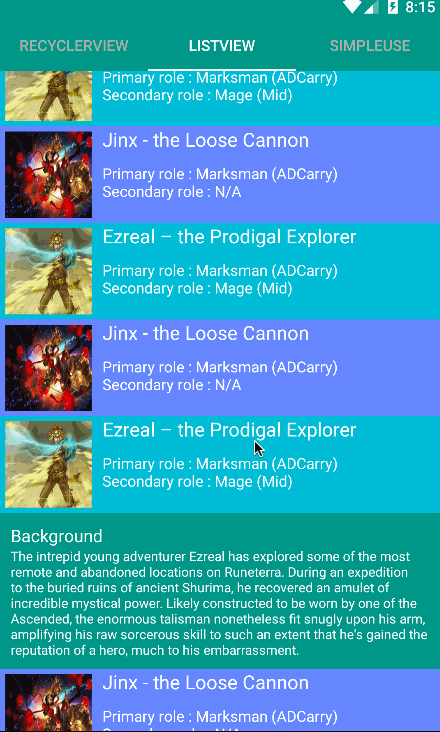 8:15
RECYCLERVIEW LISTVIEW SIMPLEUSE
Primary role : Marksman (ADCarry)
Secondary role : Mage (Mid)
Jinx - the Loose Cannon
Primary role : Marksman (ADCarry)
Secondary role : N/A
Ezreal – the Prodigal Explorer
Primary role : Marksman (ADCarry)
Secondary role : Mage (Mid)
Jinx - the Loose Cannon
Primary role : Marksman (ADCarry)
Secondary role : N/A
Ezreal – the Prodigal Explorer
Primary role : Marksman (ADCarry)
Secondary role : Mage (Mid)
Background
The intrepid young adventurer Ezreal has explored some of the most
remote and abandoned locations on Runeterra. During an expedition
to the buried ruins of ancient Shurima, he recovered an amulet of
incredible mystical power. Likely constructed to be worn by one of the
Ascended, the enormous talisman nonetheless fit snugly upon his arm,
amplifying his raw sorcerous skill to such an extent that he's gained the
reputation of a hero, much to his embarrassment.
Jinx - the Loose Cannon
Primary role : Marksman (ADCarry)